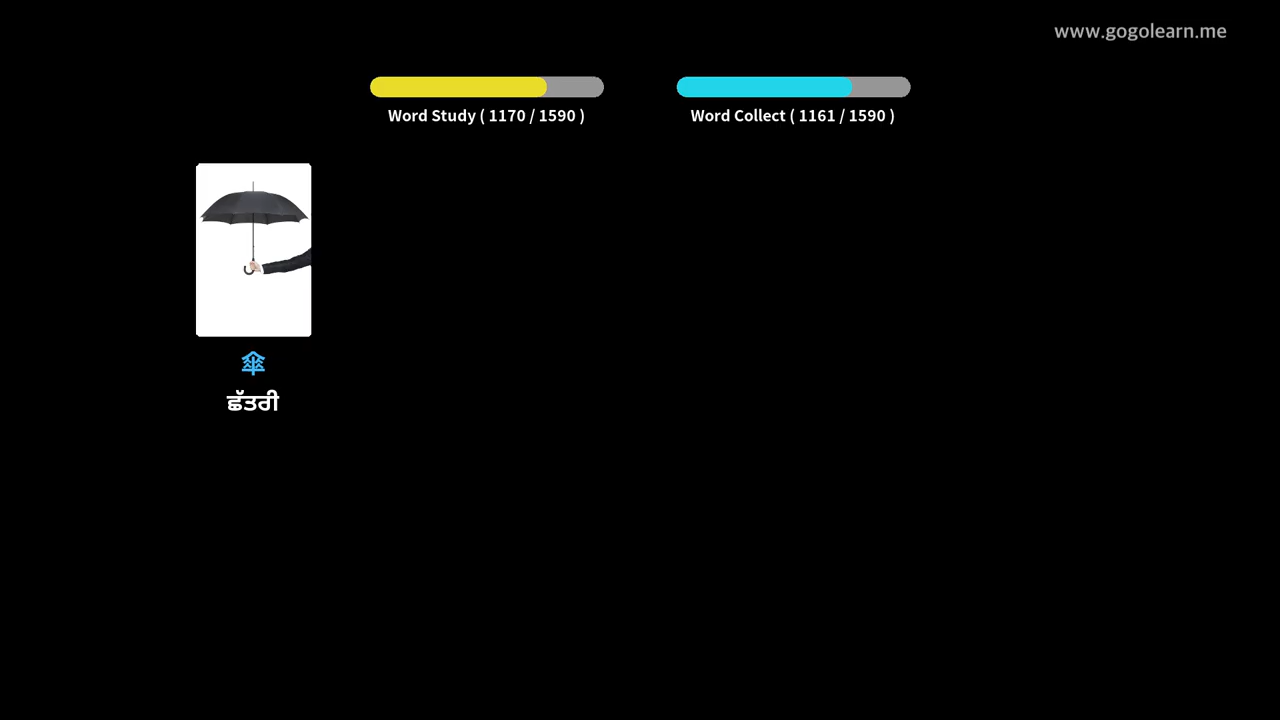 www.gogolearn.me
Word Study ( 1170 / 1590 )
Word Collect ( 1161 / 1590 )
傘
ਛੱਤਰੀ